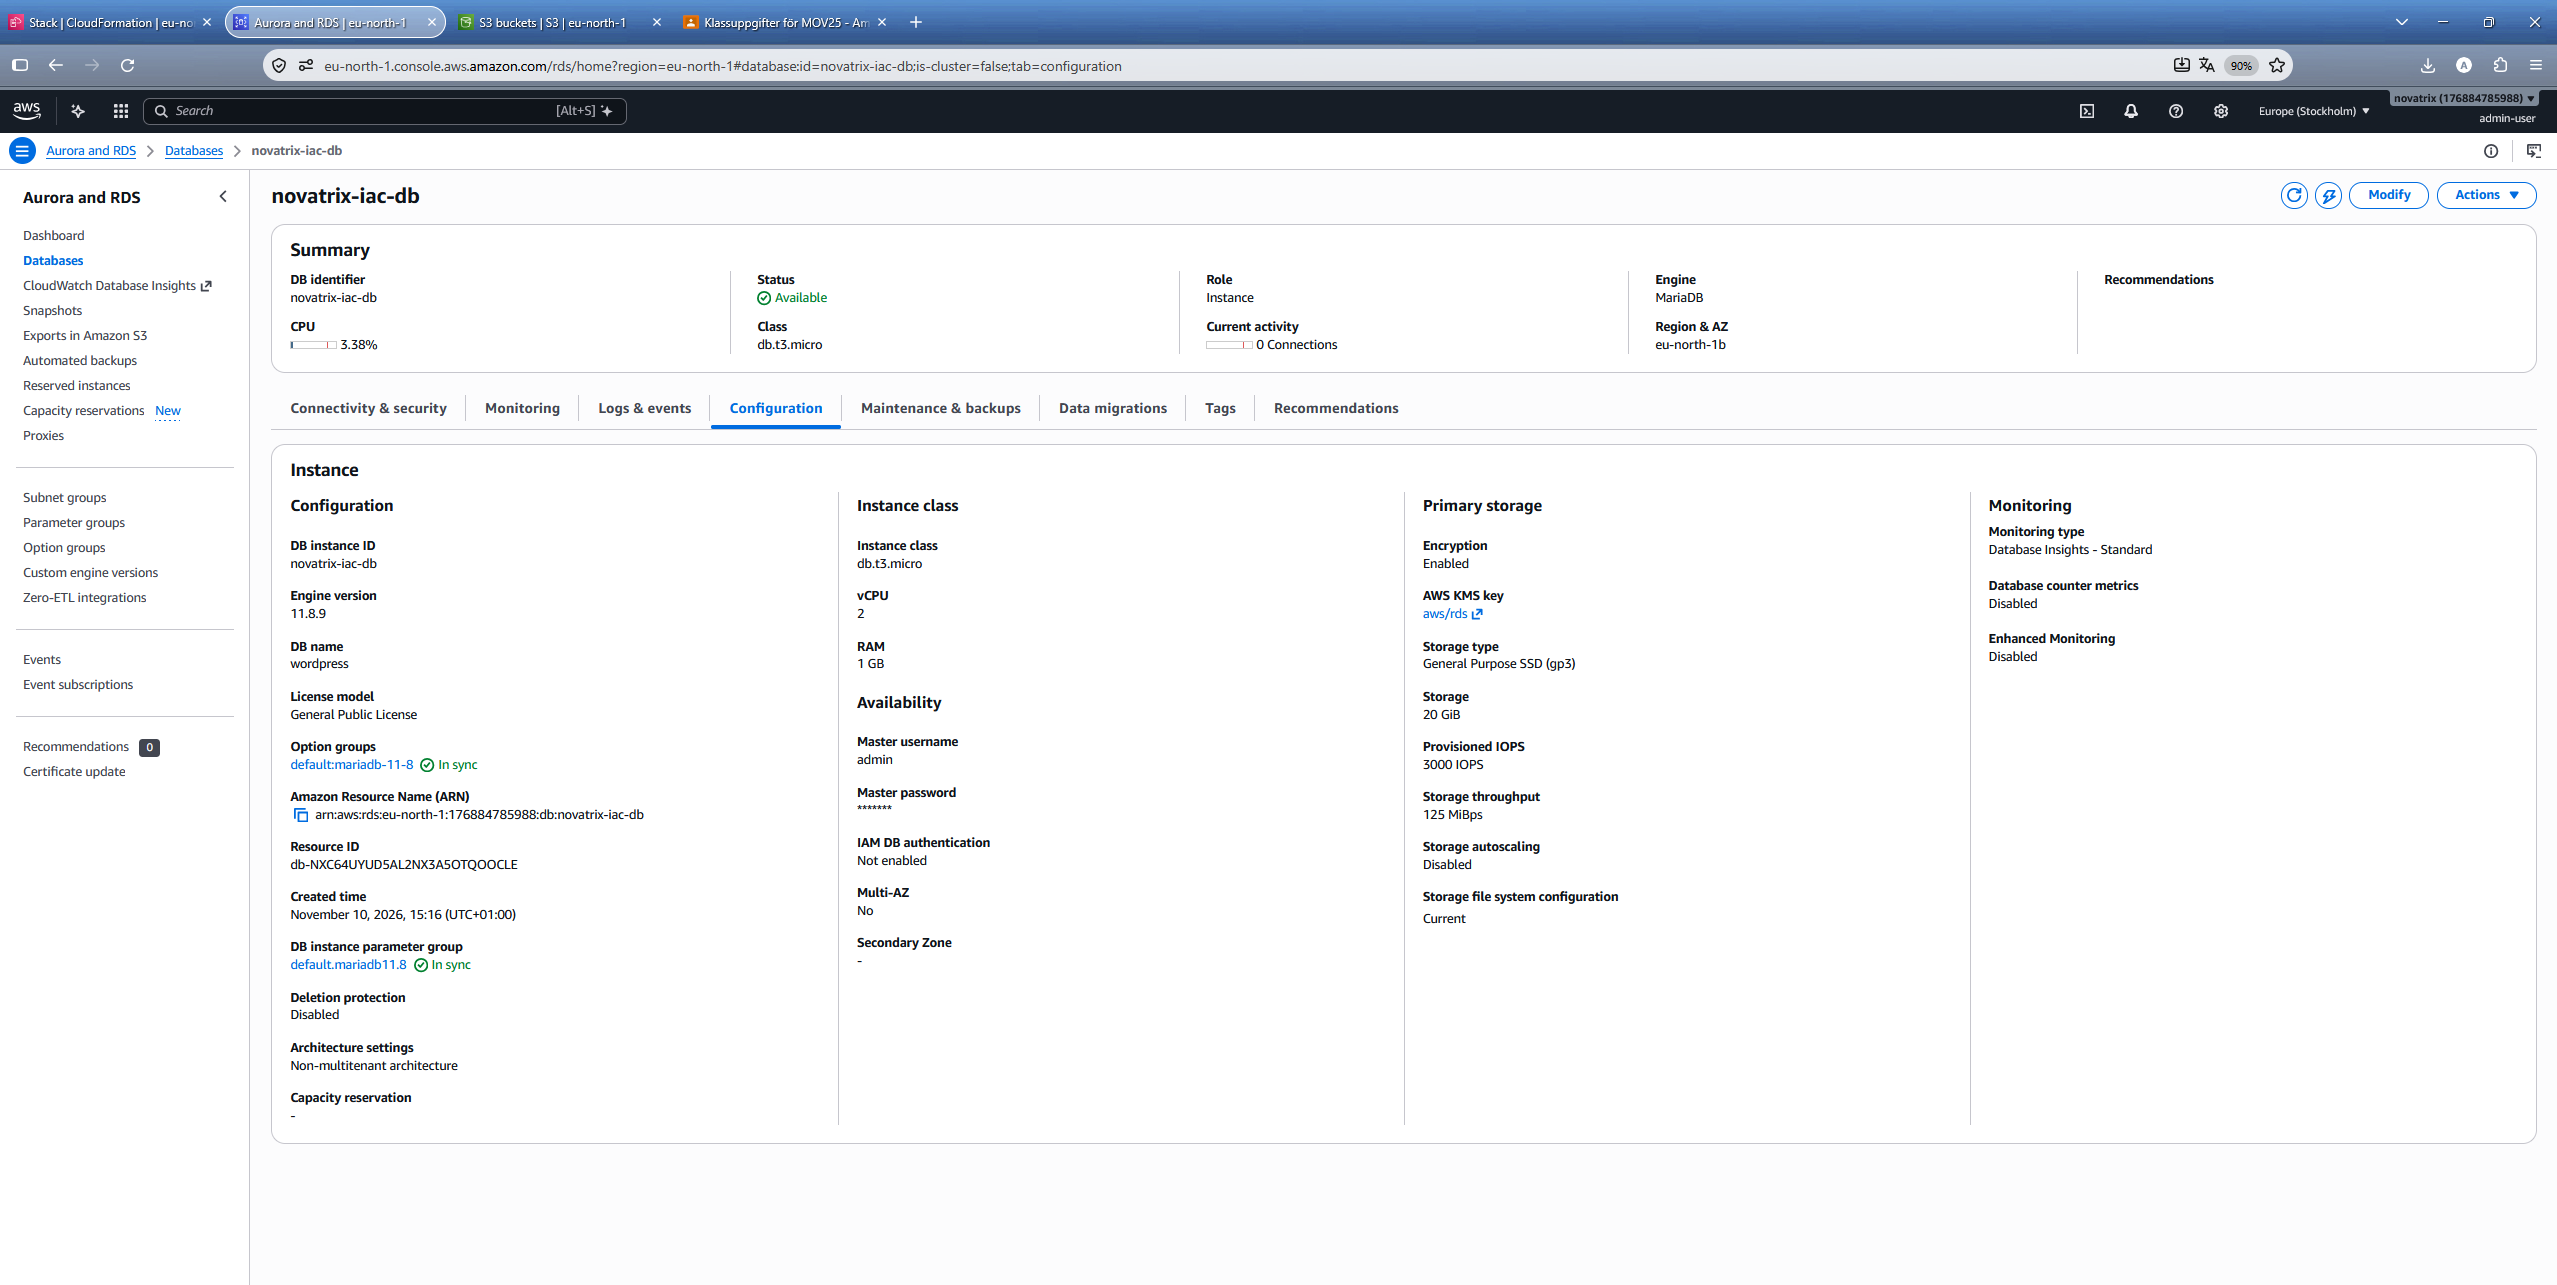 Stack | CloudFormation | eu-no
Aurora and RDS | eu-north-1
S3 buckets | S3 | eu-north-1
Klassuppgifter för MOV25 - Am
eu-north-1.console.aws.amazon.com/rds/home?region=eu-north-1#database:id=novatrix-iac-db;is-cluster=false;tab=configuration
90%
aws
Search
[Alt+S]
Europe (Stockholm)
novatrix (176884785988)
admin-user
Aurora and RDS
Databases
novatrix-iac-db
Aurora and RDS
Dashboard
Databases
CloudWatch Database Insights
Snapshots
Exports in Amazon S3
Automated backups
Reserved instances
Capacity reservations New
Proxies
Subnet groups
Parameter groups
Option groups
Custom engine versions
Zero-ETL integrations
Events
Event subscriptions
Recommendations 0
Certificate update
novatrix-iac-db
Modify
Actions
Summary
DB identifier
novatrix-iac-db
CPU
3.38%
Status
Available
Class
db.t3.micro
Role
Instance
Current activity
0 Connections
Engine
MariaDB
Region & AZ
eu-north-1b
Recommendations
Connectivity & security
Monitoring
Logs & events
Configuration
Maintenance & backups
Data migrations
Tags
Recommendations
Instance
Configuration
DB instance ID
novatrix-iac-db
Engine version
11.8.9
DB name
wordpress
License model
General Public License
Option groups
default:mariadb-11-8 In sync
Amazon Resource Name (ARN)
arn:aws:rds:eu-north-1:176884785988:db:novatrix-iac-db
Resource ID
db-NXC64UYUD5AL2NX3A5OTQOOCLE
Created time
November 10, 2026, 15:16 (UTC+01:00)
DB instance parameter group
default.mariadb11.8 In sync
Deletion protection
Disabled
Architecture settings
Non-multitenant architecture
Capacity reservation
-
Instance class
Instance class
db.t3.micro
vCPU
2
RAM
1 GB
Availability
Master username
admin
Master password
*******
IAM DB authentication
Not enabled
Multi-AZ
No
Secondary Zone
-
Primary storage
Encryption
Enabled
AWS KMS key
aws/rds
Storage type
General Purpose SSD (gp3)
Storage
20 GiB
Provisioned IOPS
3000 IOPS
Storage throughput
125 MiBps
Storage autoscaling
Disabled
Storage file system configuration
Current
Monitoring
Monitoring type
Database Insights - Standard
Database counter metrics
Disabled
Enhanced Monitoring
Disabled